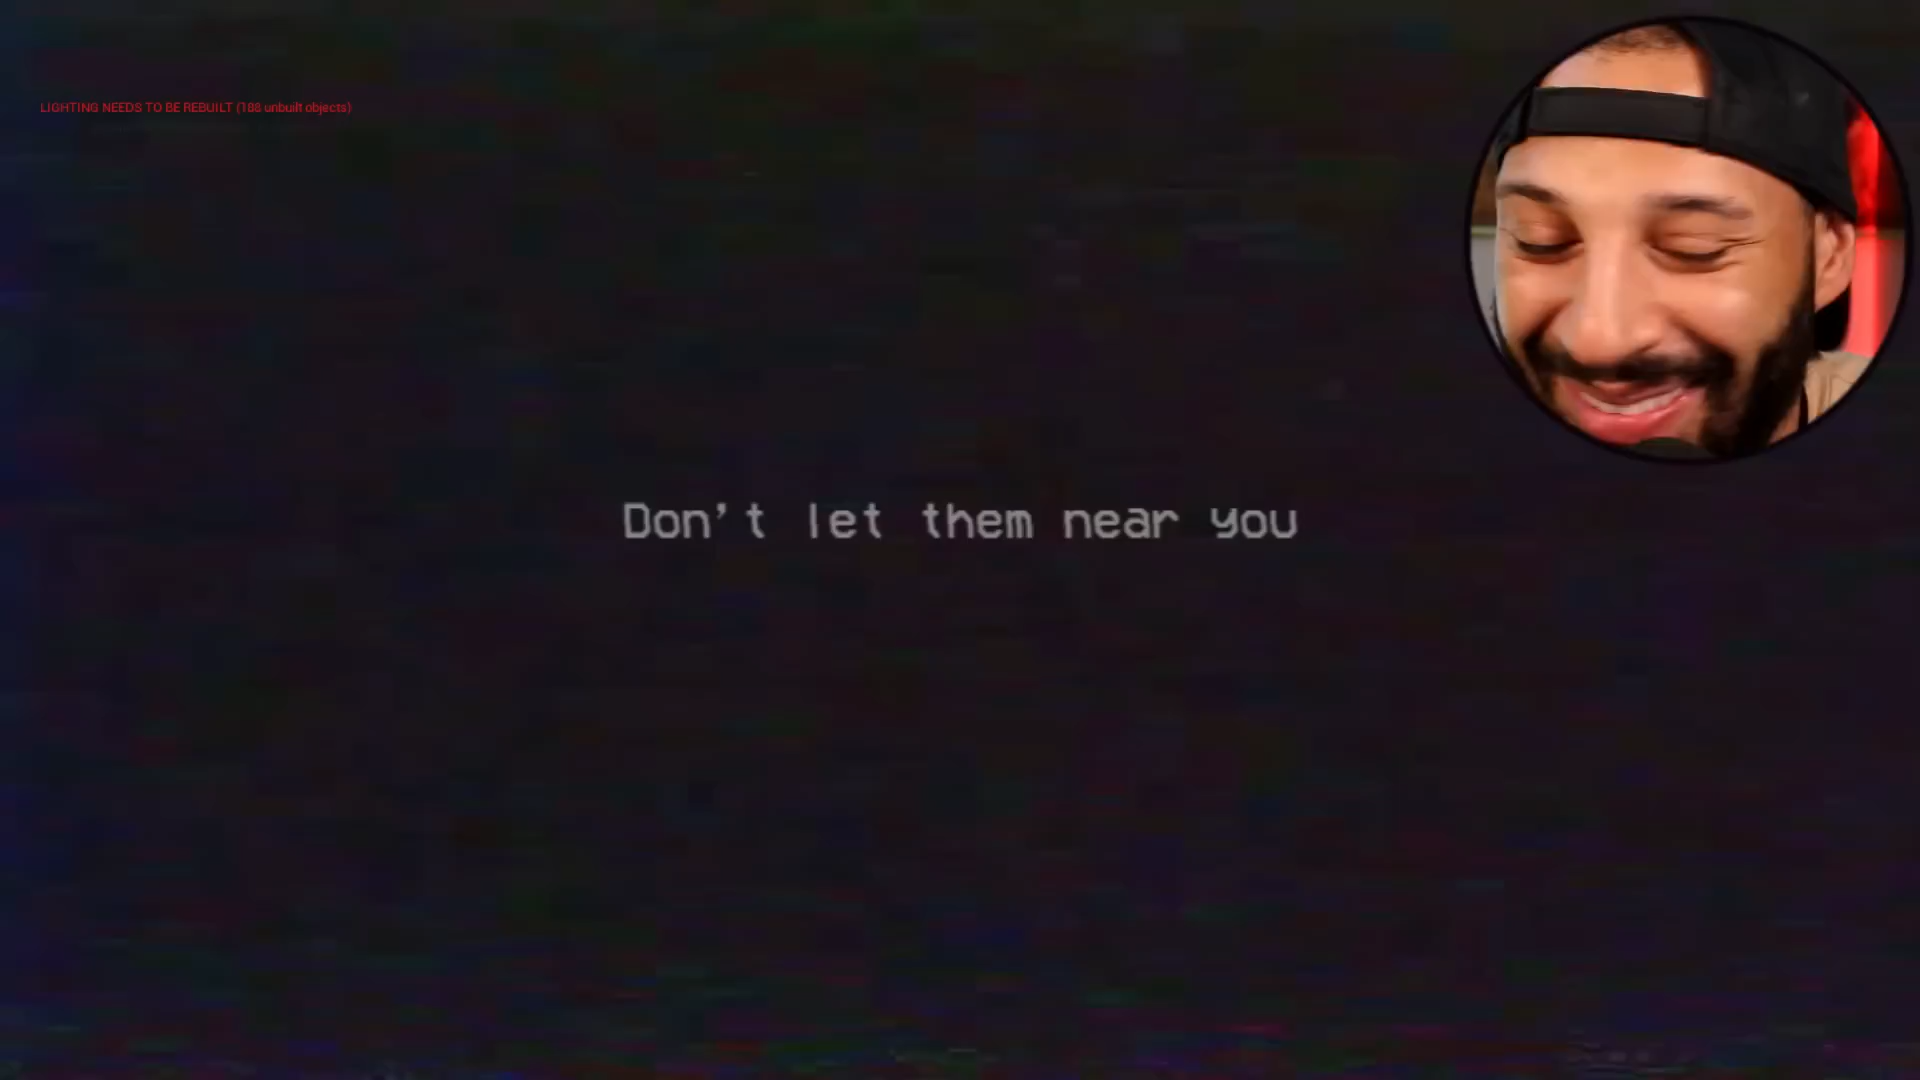 LIGHTING NEEDS TO BE REBUILT (188 unbuilt objects)
Don't let them near you